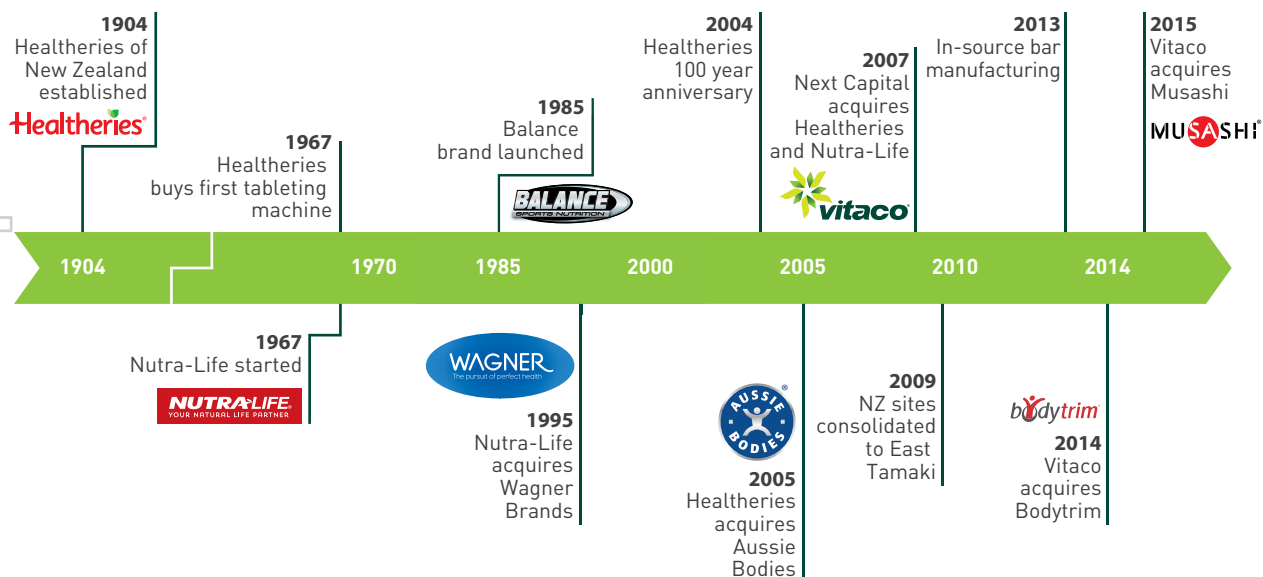 1904
Healtheries of
New Zealand
established
Healtheries®
1967
Healtheries
buys first tableting
machine
1985
Balance
brand launched
BALANCE
SPORTS NUTRITION
2004
Healtheries
100 year
anniversary
2007
Next Capital
acquires
Healtheries
and Nutra-Life
vitaco®
2013
In-source bar
manufacturing
2015
Vitaco
acquires
Musashi
MUSASHI®
1904
1970
1985
2000
2005
2010
2014
1967
Nutra-Life started
NUTRA-LIFE®
YOUR NATURAL LIFE PARTNER
WAGNER
The pursuit of perfect health
1995
Nutra-Life
acquires
Wagner
Brands
AUSSIE
BODIES
®
2005
Healtheries
acquires
Aussie
Bodies
2009
NZ sites
consolidated
to East
Tamaki
bodytrim
2014
Vitaco
acquires
Bodytrim